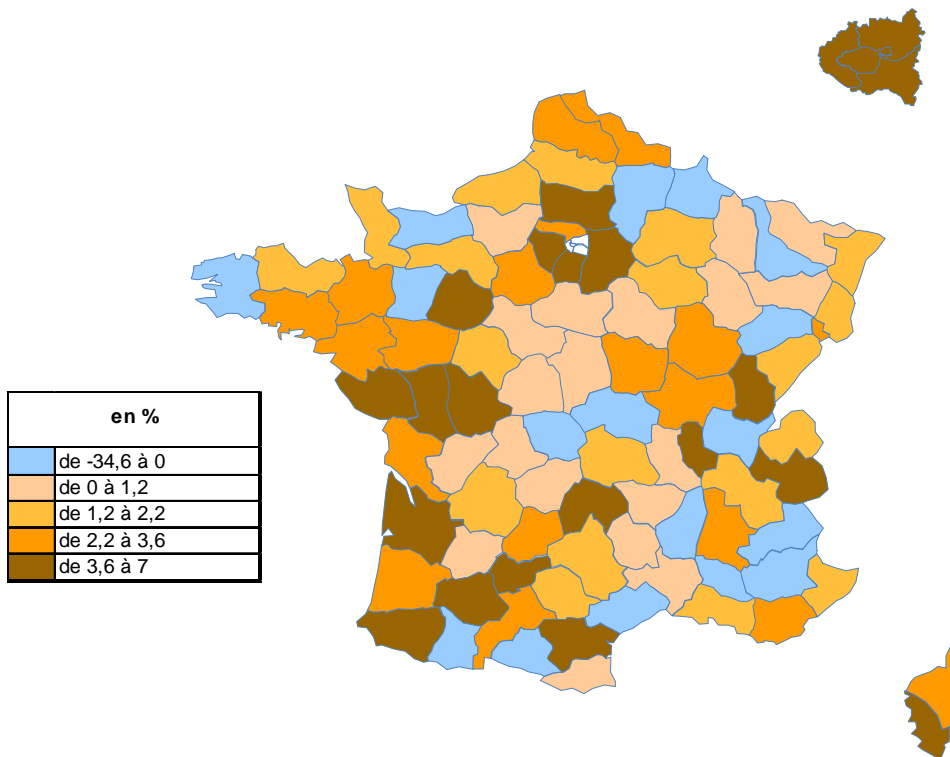 en %
de -34,6 à 0
de 0 à 1,2
de 1,2 à 2,2
de 2,2 à 3,6
de 3,6 à 7